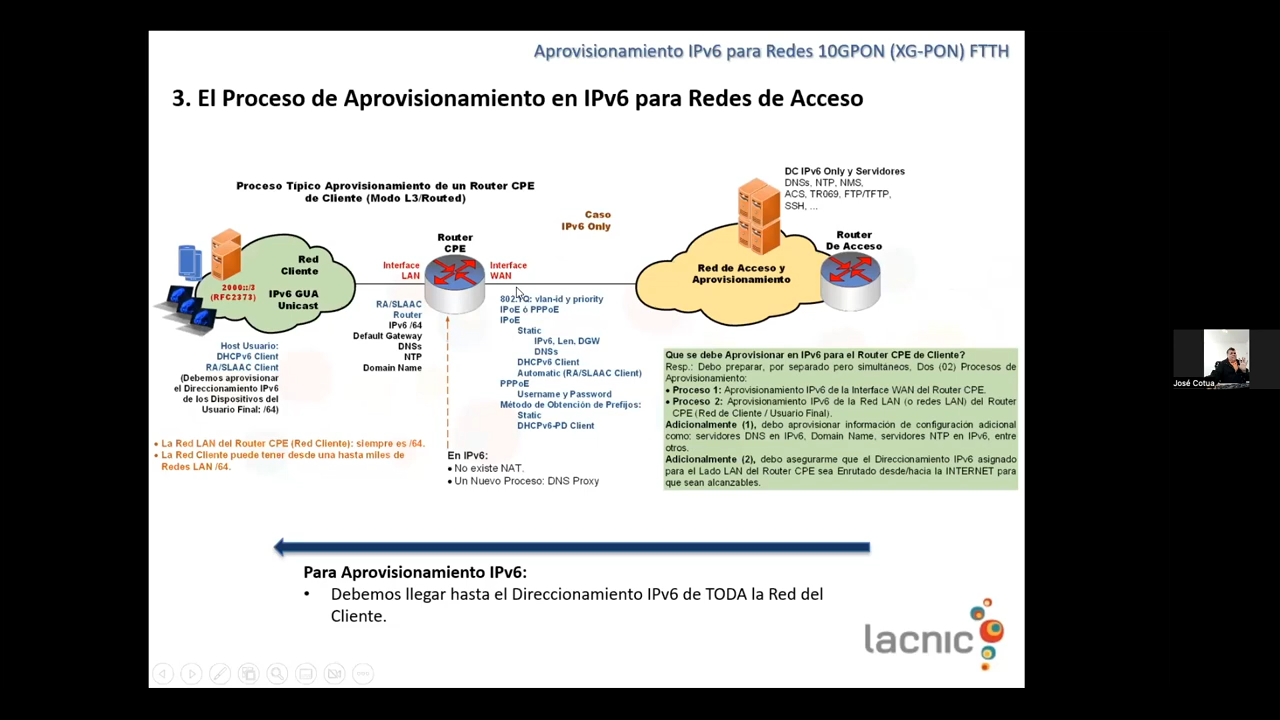 Aprovisionamiento IPv6 para Redes 10GPON (XG-PON) FTTH
3. El Proceso de Aprovisionamiento en IPv6 para Redes de Acceso
Proceso Típico Aprovisionamiento de un Router CPE
de Cliente (Modo L3/Routed)
Caso
IPv6 Only
DC IPv6 Only y Servidores
DNSs, NTP, NMS,
ACS, TR069, FTP/TFTP,
SSH, ...
Router
De Acceso
Red de Acceso y
Aprovisionamiento
Router
CPE
Interface
LAN
Interface
WAN
Red
Cliente
2000::/3
(RFC2373)
IPv6 GUA
Unicast
RA/SLAAC
Router
IPv6 /64
Default Gateway
DNSs
NTP
Domain Name
802.1Q: vlan-id y priority
IPoE ó PPPoE
IPoE
Static
IPv6, Len, DGW
DNSs
DHCPv6 Client
Automatic (RA/SLAAC Client)
PPPoE
Username y Password
Método de Obtención de Prefijos:
Static
DHCPv6-PD Client
Host Usuario:
DHCPv6 Client
RA/SLAAC Client
(Debemos aprovisionar
el Direccionamiento IPv6
de los Dispositivos del
Usuario Final: /64)
• La Red LAN del Router CPE (Red Cliente): siempre es /64.
• La Red Cliente puede tener desde una hasta miles de
Redes LAN /64.
En IPv6:
• No existe NAT.
• Un Nuevo Proceso: DNS Proxy
Que se debe Aprovisionar en IPv6 para el Router CPE de Cliente?
Resp.: Debo preparar, por separado pero simultáneos, Dos (02) Procesos de
Aprovisionamiento:
• Proceso 1: Aprovisionamiento IPv6 de la Interface WAN del Router CPE.
• Proceso 2: Aprovisionamiento IPv6 de la Red LAN (o redes LAN) del Router
CPE (Red de Cliente / Usuario Final).
Adicionalmente (1), debo aprovisionar información de configuración adicional
como: servidores DNS en IPv6, Domain Name, servidores NTP en IPv6, entre
otros.
Adicionalmente (2), debo asegurarme que el Direccionamiento IPv6 asignado
para el Lado LAN del Router CPE sea Enrutado desde/hacia la INTERNET para
que sean alcanzables.
Para Aprovisionamiento IPv6:
• Debemos llegar hasta el Direccionamiento IPv6 de TODA la Red del
Cliente.
lacnic
José Cotua